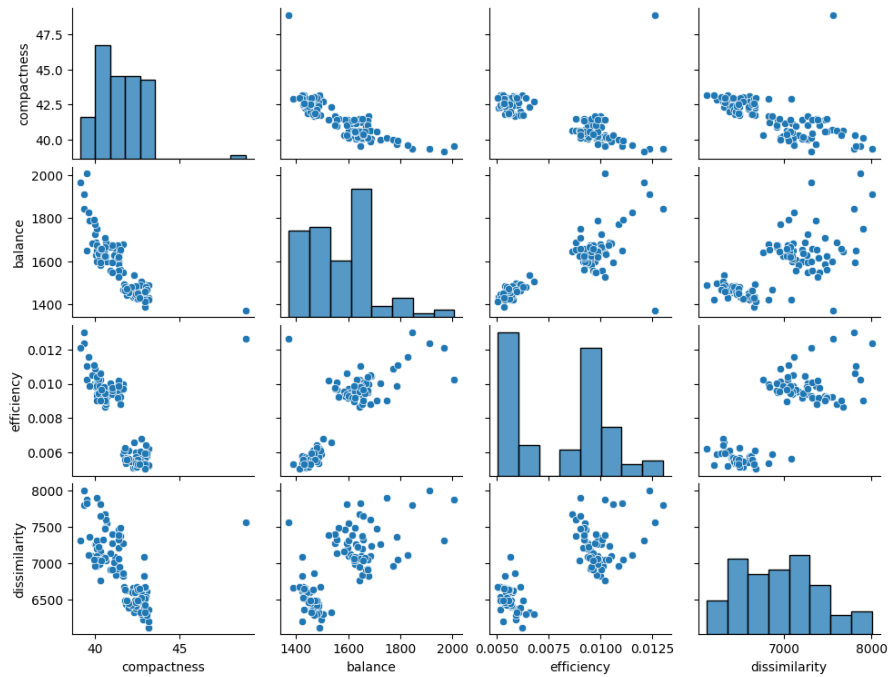 compactness
47.5
45.0
42.5
40.0
balance
2000
1800
1600
1400
efficiency
0.012
0.010
0.008
0.006
dissimilarity
8000
7500
7000
6500
40 45 1400 1600 1800 2000 0.0050 0.0075 0.0100 0.0125 7000 8000
compactness balance efficiency dissimilarity